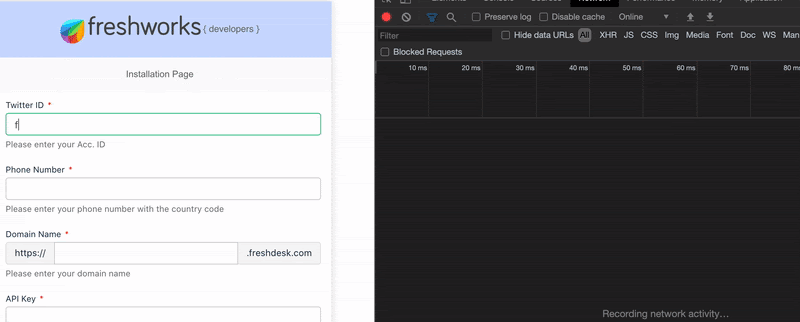 freshworks { developers }
Installation Page
Twitter ID *
f
Please enter your Acc. ID
Phone Number *
Please enter your phone number with the country code
Domain Name *
https:// .freshdesk.com
Please enter your domain name
API Key *
Network
Preserve log Disable cache Online
Filter Hide data URLs All XHR JS CSS Img Media Font Doc WS Man
Blocked Requests
10 ms 20 ms 30 ms 40 ms 50 ms 60 ms 70 ms 80 ms
Recording network activity…